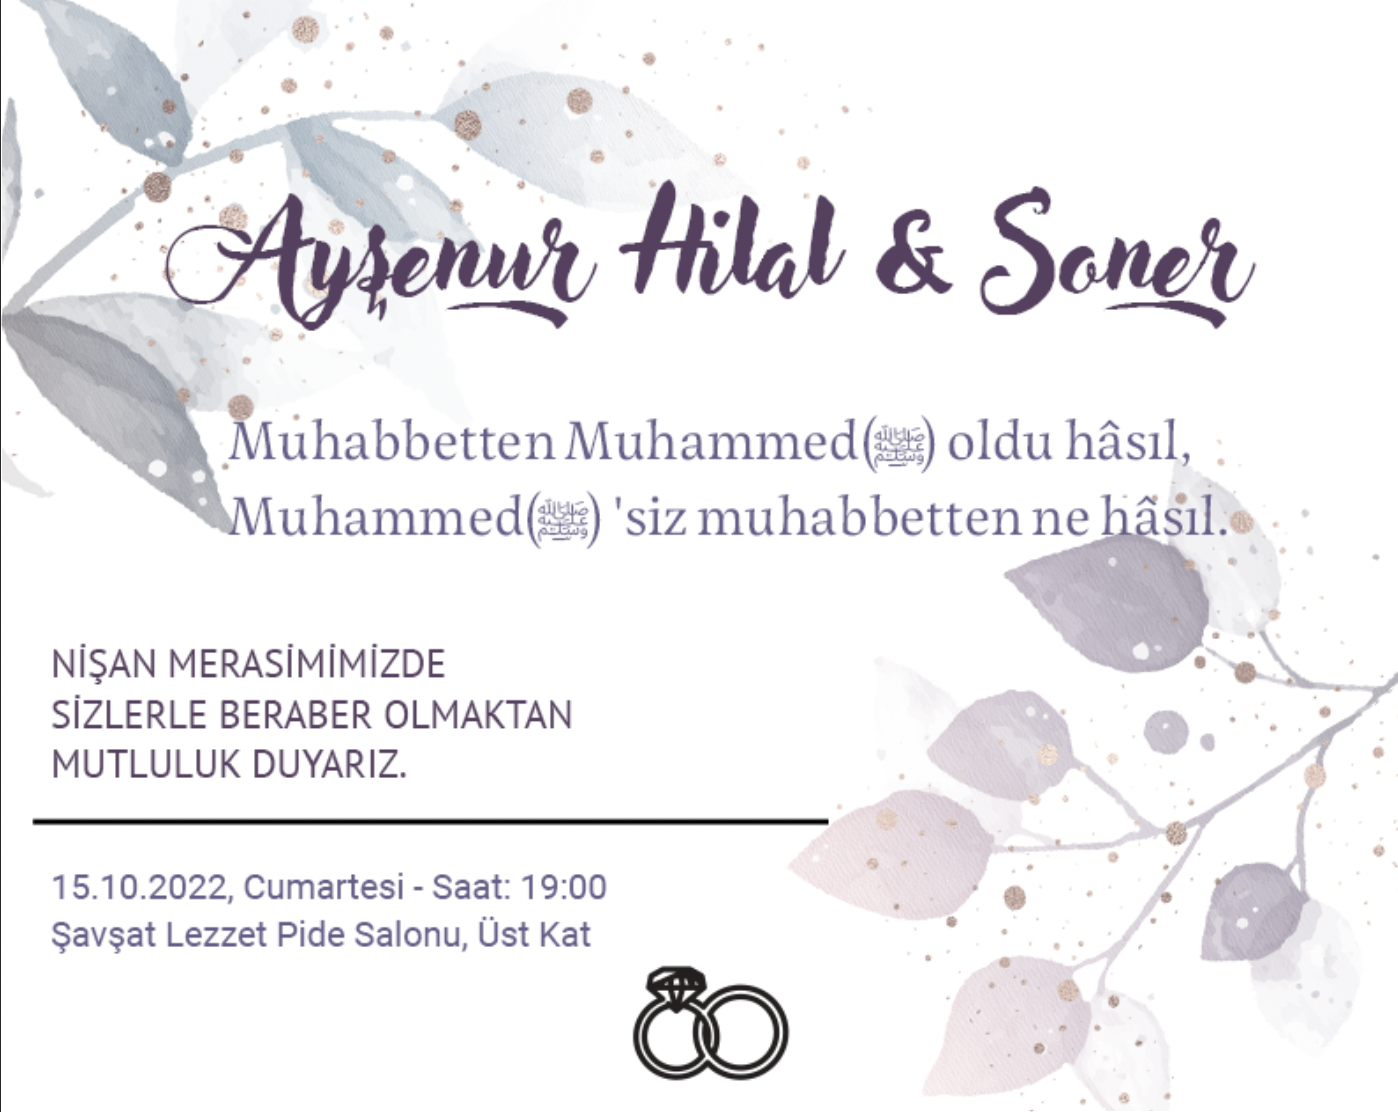 Ayşenur Hilal & Soner
Muhabbetten Muhammed(ﷺ) oldu hâsıl,
Muhammed(ﷺ) 'siz muhabbetten ne hâsıl.
NİŞAN MERASİMİMİZDE
SİZLERLE BERABER OLMAKTAN
MUTLULUK DUYARIZ.
15.10.2022, Cumartesi - Saat: 19:00
Şavşat Lezzet Pide Salonu, Üst Kat